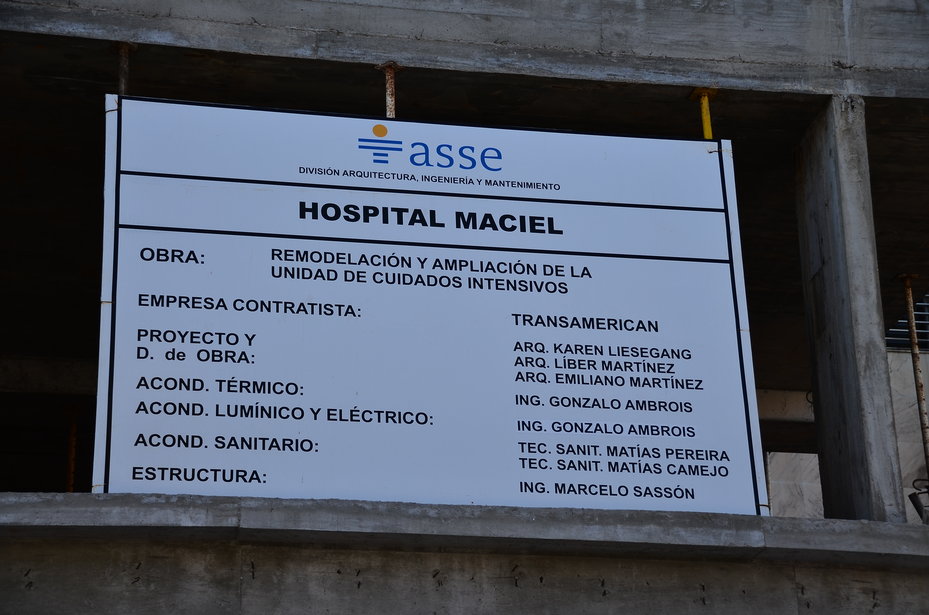 asse
DIVISIÓN ARQUITECTURA, INGENIERÍA Y MANTENIMIENTO
HOSPITAL MACIEL
OBRA: REMODELACIÓN Y AMPLIACIÓN DE LA
UNIDAD DE CUIDADOS INTENSIVOS
EMPRESA CONTRATISTA: TRANSAMERICAN
PROYECTO Y ARQ. KAREN LIESEGANG
D. de OBRA: ARQ. LÍBER MARTÍNEZ
ARQ. EMILIANO MARTÍNEZ
ACOND. TÉRMICO: ING. GONZALO AMBROIS
ACOND. LUMÍNICO Y ELÉCTRICO: ING. GONZALO AMBROIS
ACOND. SANITARIO: TEC. SANIT. MATÍAS PEREIRA
TEC. SANIT. MATÍAS CAMEJO
ESTRUCTURA: ING. MARCELO SASSÓN